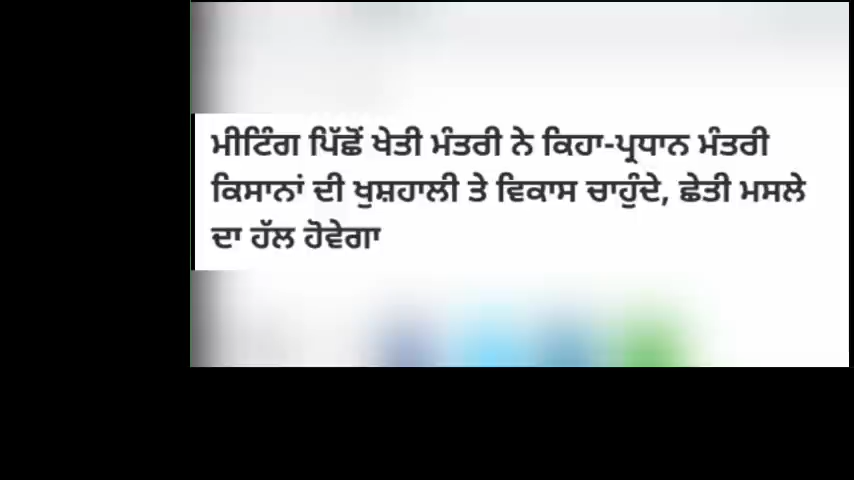 ਮੀਟਿੰਗ ਪਿੱਛੋਂ ਖੇਤੀ ਮੰਤਰੀ ਨੇ ਕਿਹਾ-ਪ੍ਰਧਾਨ ਮੰਤਰੀ
ਕਿਸਾਨਾਂ ਦੀ ਖੁਸ਼ਹਾਲੀ ਤੇ ਵਿਕਾਸ ਚਾਹੁੰਦੇ, ਛੇਤੀ ਮਸਲੇ
ਦਾ ਹੱਲ ਹੋਵੇਗਾ